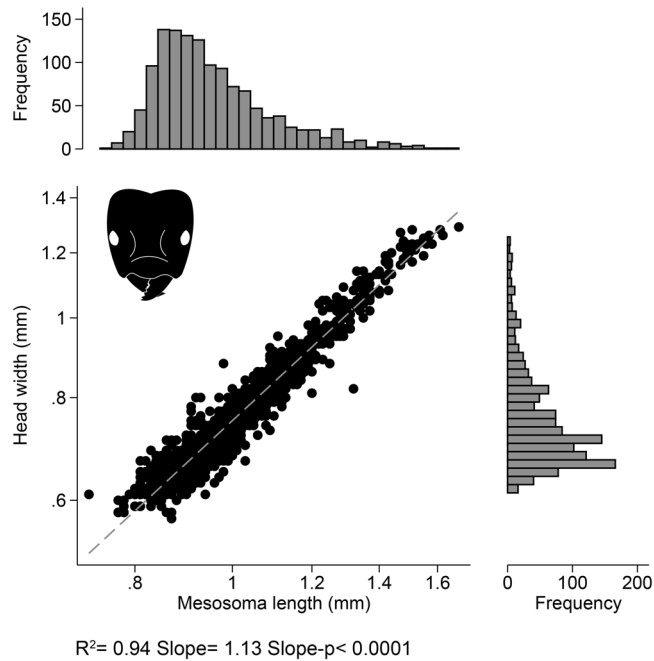 Frequency
150
100
50
0
Head width (mm)
1.4
1.2
1
.8
.6
.8 1 1.2 1.4 1.6
Mesosoma length (mm)
0 100 200
Frequency
R²= 0.94 Slope= 1.13 Slope-p< 0.0001